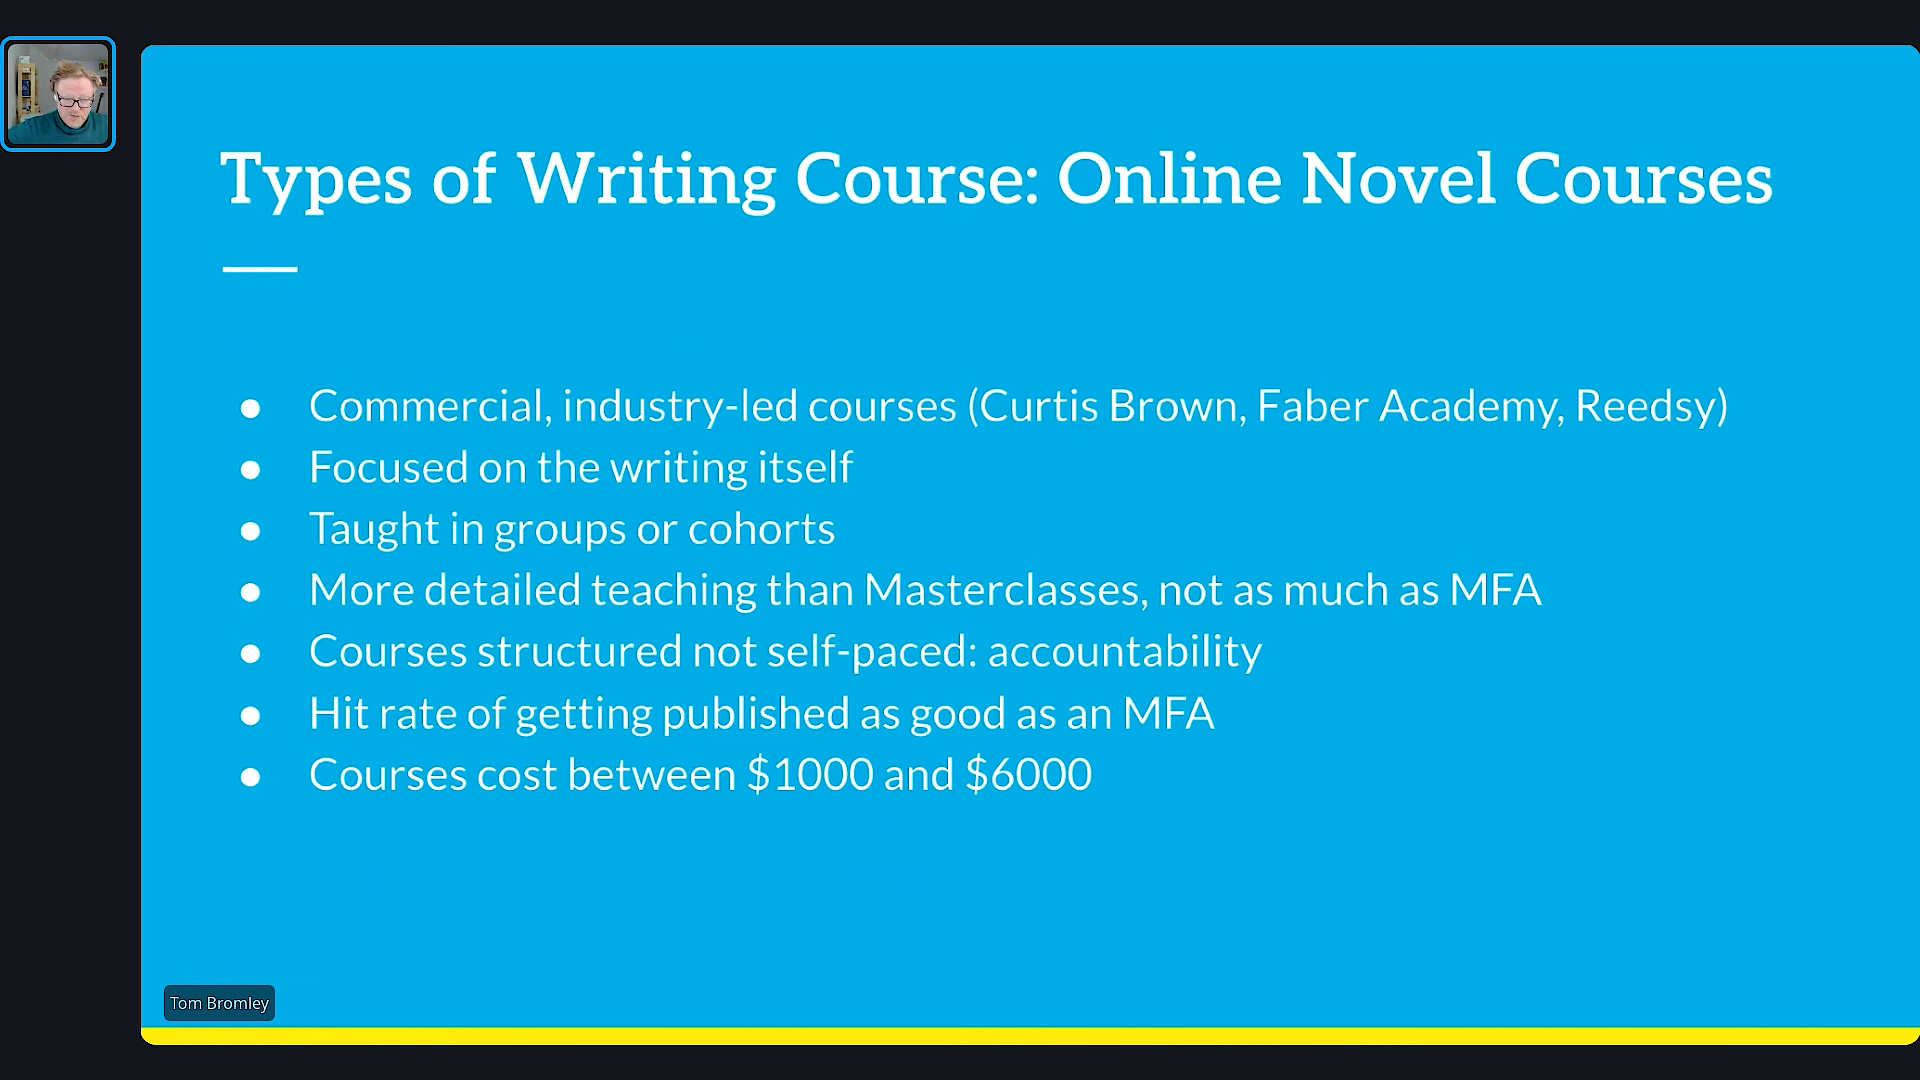 Types of Writing Course: Online Novel Courses
● Commercial, industry-led courses (Curtis Brown, Faber Academy, Reedsy)
● Focused on the writing itself
● Taught in groups or cohorts
● More detailed teaching than Masterclasses, not as much as MFA
● Courses structured not self-paced: accountability
● Hit rate of getting published as good as an MFA
● Courses cost between $1000 and $6000
Tom Bromley